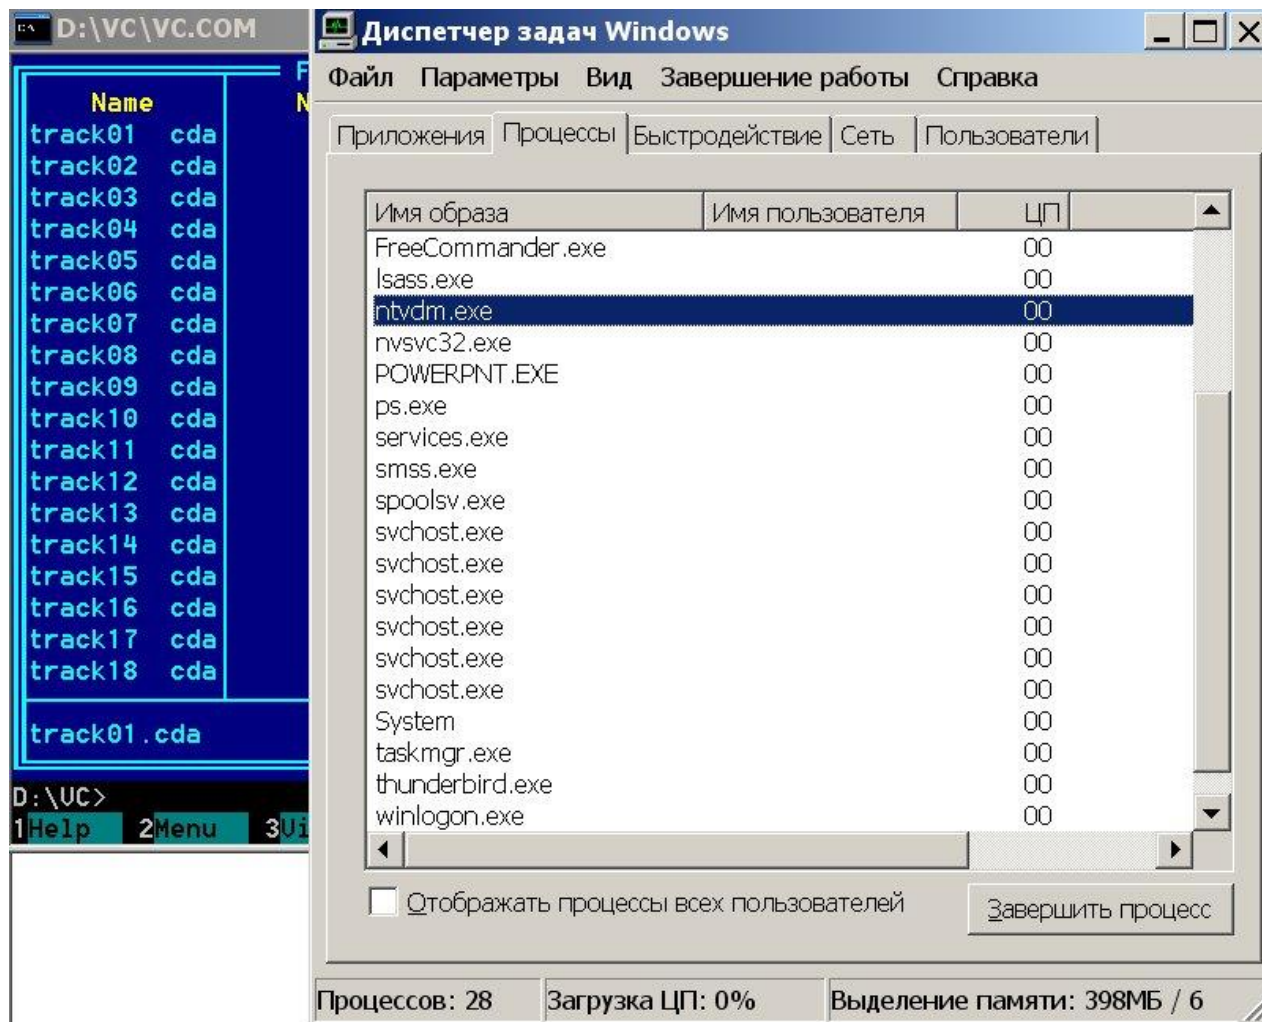 D:\VC\VC.COM
Name
N
track01 cda
track02 cda
track03 cda
track04 cda
track05 cda
track06 cda
track07 cda
track08 cda
track09 cda
track10 cda
track11 cda
track12 cda
track13 cda
track14 cda
track15 cda
track16 cda
track17 cda
track18 cda
track01.cda
D:\VC>
1Help 2Menu 3Vi
Диспетчер задач Windows
Файл Параметры Вид Завершение работы Справка
Приложения Процессы Быстродействие Сеть Пользователи
Имя образа Имя пользователя ЦП
FreeCommander.exe 00
lsass.exe 00
ntvdm.exe 00
nvsvc32.exe 00
POWERPNT.EXE 00
ps.exe 00
services.exe 00
smss.exe 00
spoolsv.exe 00
svchost.exe 00
svchost.exe 00
svchost.exe 00
svchost.exe 00
svchost.exe 00
svchost.exe 00
System 00
taskmgr.exe 00
thunderbird.exe 00
winlogon.exe 00
Отображать процессы всех пользователей
Завершить процесс
Процессов: 28 Загрузка ЦП: 0% Выделение памяти: 398МБ / 6